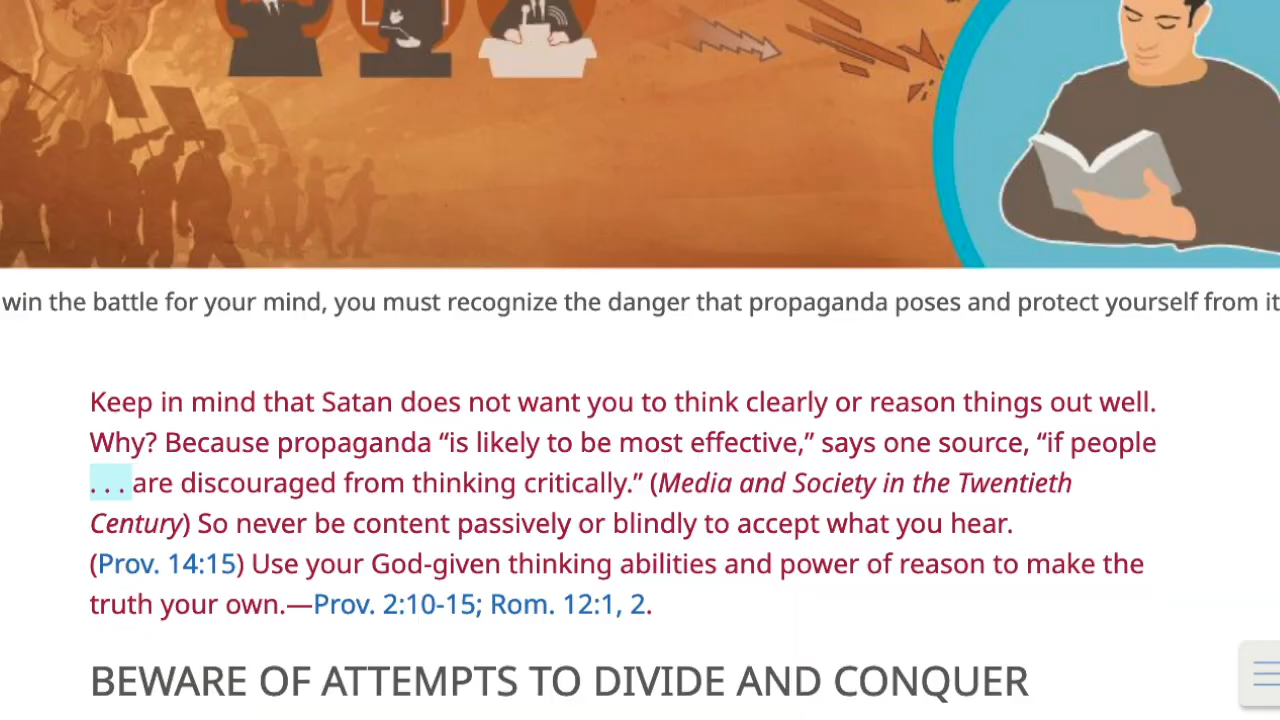 win the battle for your mind, you must recognize the danger that propaganda poses and protect yourself from it
Keep in mind that Satan does not want you to think clearly or reason things out well.
Why? Because propaganda “is likely to be most effective,” says one source, “if people
. . . are discouraged from thinking critically.” (Media and Society in the Twentieth
Century) So never be content passively or blindly to accept what you hear.
(Prov. 14:15) Use your God-given thinking abilities and power of reason to make the
truth your own.—Prov. 2:10-15; Rom. 12:1, 2.
BEWARE OF ATTEMPTS TO DIVIDE AND CONQUER